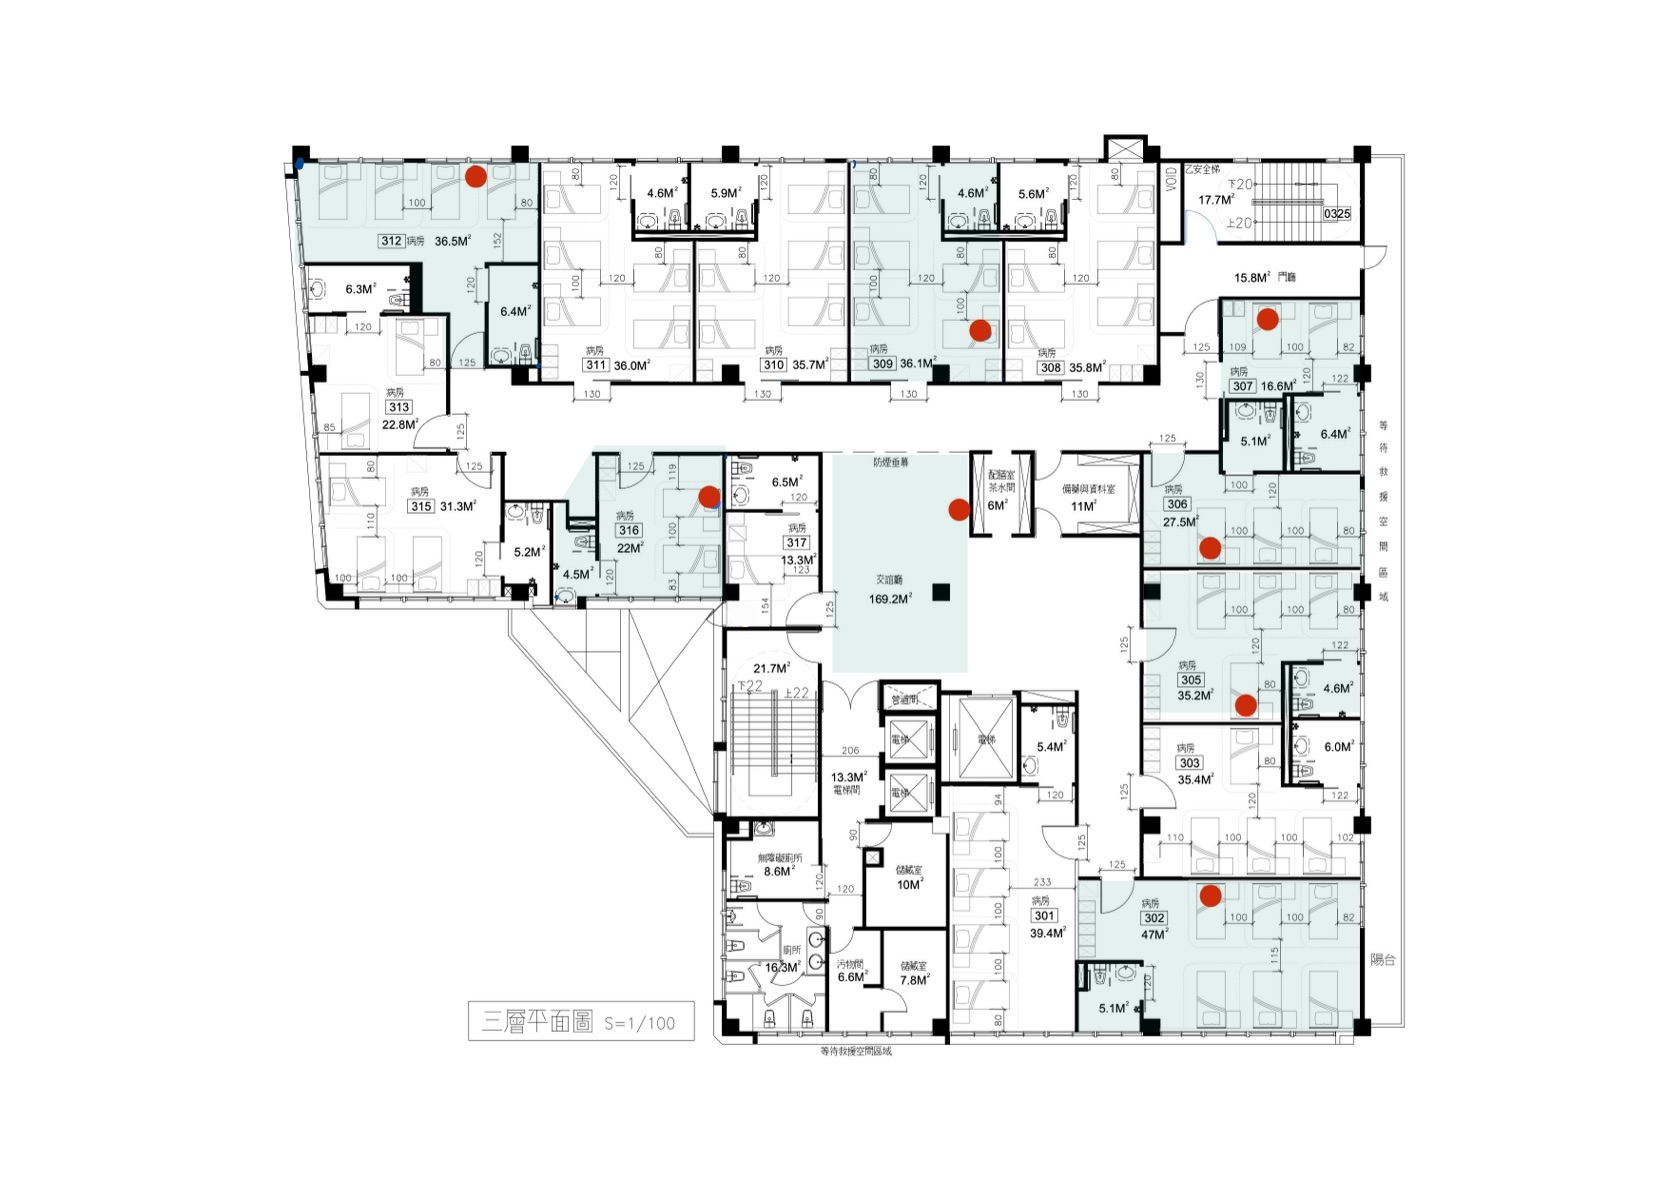 乙安全梯
VOID
17.7M²
下20
上20
0325
15.8M² 門廳
312 病房 36.5M²
6.3M²
6.4M²
4.6M²
5.9M²
4.6M²
5.6M²
病房
311 36.0M²
病房
310 35.7M²
病房
309 36.1M²
病房
308 35.8M²
病房
307 16.6M²
5.1M²
6.4M²
病房
313
22.8M²
病房
315 31.3M²
5.2M²
4.5M²
病房
316
22M²
6.5M²
病房
317
13.3M²
防煙垂幕
交誼廳
169.2M²
配膳室
茶水間
6M²
備藥與資料室
11M²
病房
306
27.5M²
病房
305
35.2M²
4.6M²
病房
303
35.4M²
6.0M²
等待救援空間區域
21.7M²
下22
上22
管道間
電梯
電梯
電梯
5.4M²
206
13.3M²
電梯間
無障礙廁所
8.6M²
儲藏室
10M²
廁所
16.3M²
污物間
6.6M²
儲藏室
7.8M²
233
病房
301
39.4M²
病房
302
47M²
5.1M²
陽台
三層平面圖 S=1/100
等待救援空間區域
100
80
152
120
125
120
80
85
125
80
120
100
120
130
120
80
120
130
80
120
100
120
80
100
130
120
80
120
130
125
130
109
100
82
120
122
125
100
120
100
100
80
100
100
80
120
125
122
80
80
120
122
125
110
100
100
102
125
100
100
82
115
120
80
110
100
100
125
120
125
119
100
83
120
120
123
154
125
90
120
120
90
94
100
100
100
80
120
125